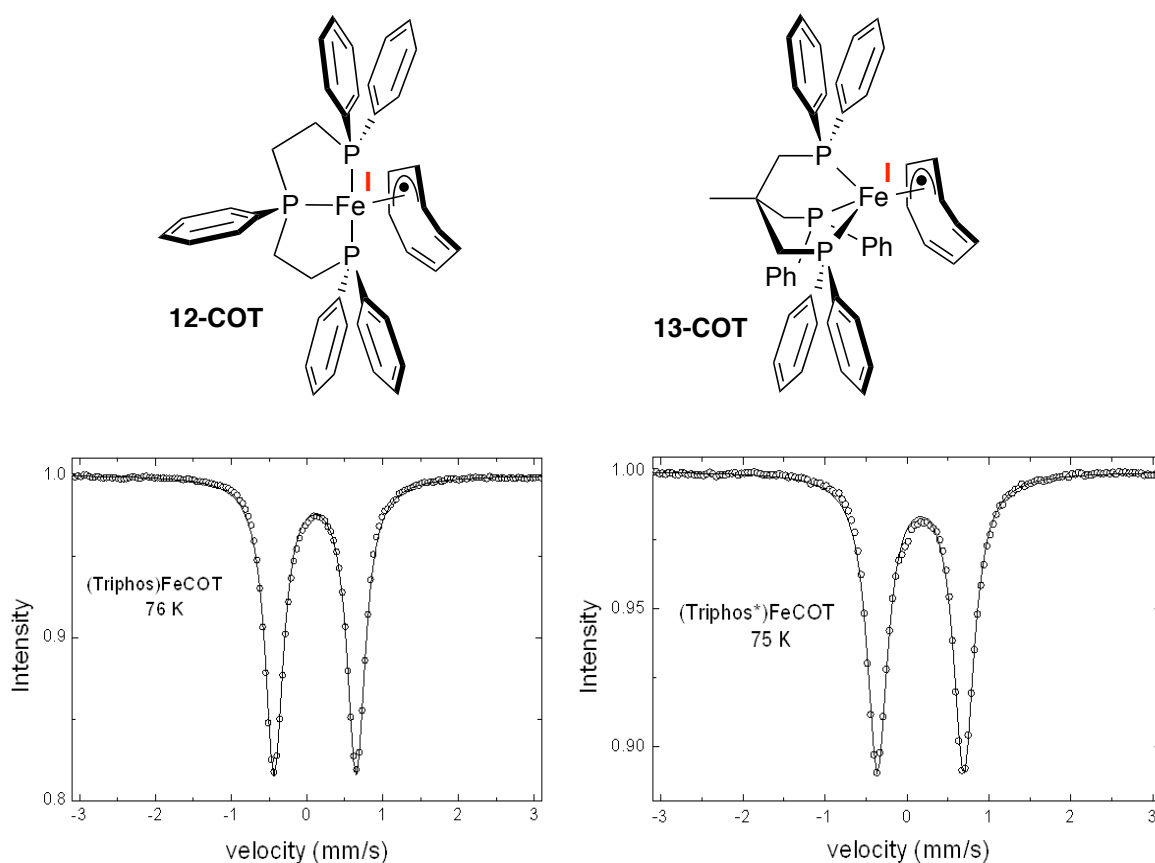 P
I
P
Fe
P
12-COT
P
I
Fe
P
Ph
P
Ph
13-COT
1.0
0.9
0.8
Intensity
(Triphos)FeCOT
76 K
-3 -2 -1 0 1 2 3
velocity (mm/s)
1.00
0.95
0.90
Intensity
(Triphos*)FeCOT
75 K
-3 -2 -1 0 1 2 3
velocity (mm/s)